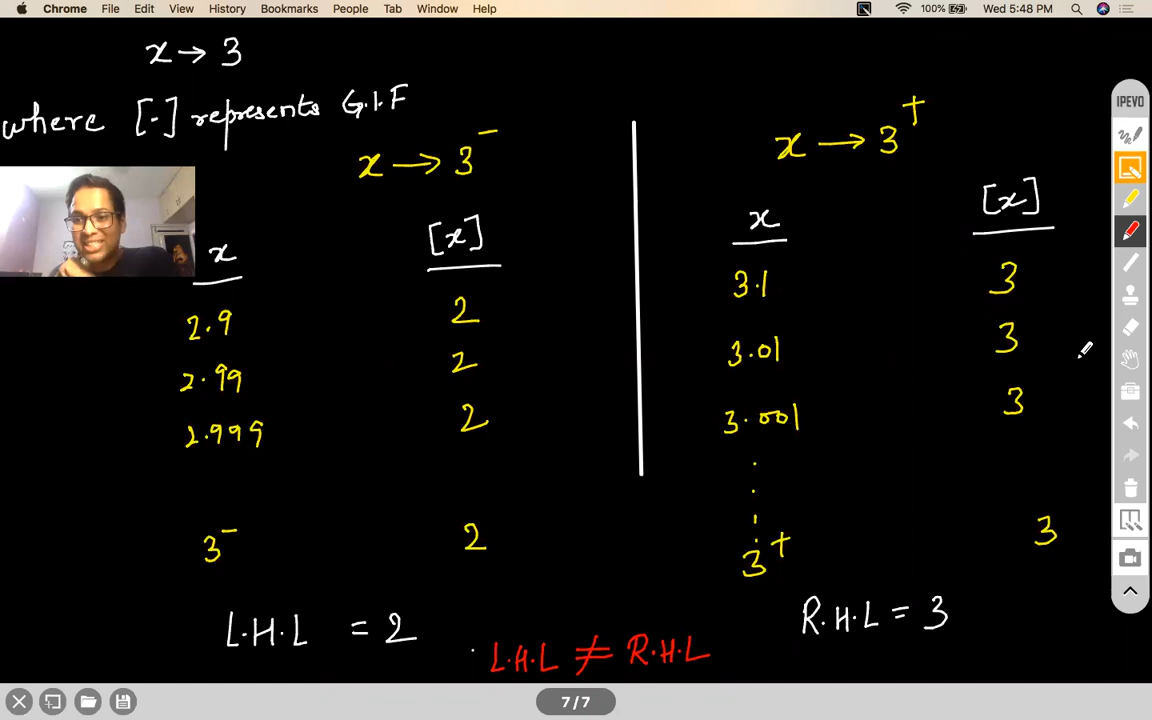 Chrome File Edit View History Bookmarks People Tab Window Help 100% Wed 5:48 PM
x → 3
where [·] represents G.I.F
IPEVO
x → 3⁻
x [x]
2.9 2
2.99 2
2.999 2
3⁻ 2
L.H.L = 2
x → 3⁺
x [x]
3.1 3
3.01 3
3.001 3
3⁺ 3
R.H.L = 3
L.H.L ≠ R.H.L
7/7